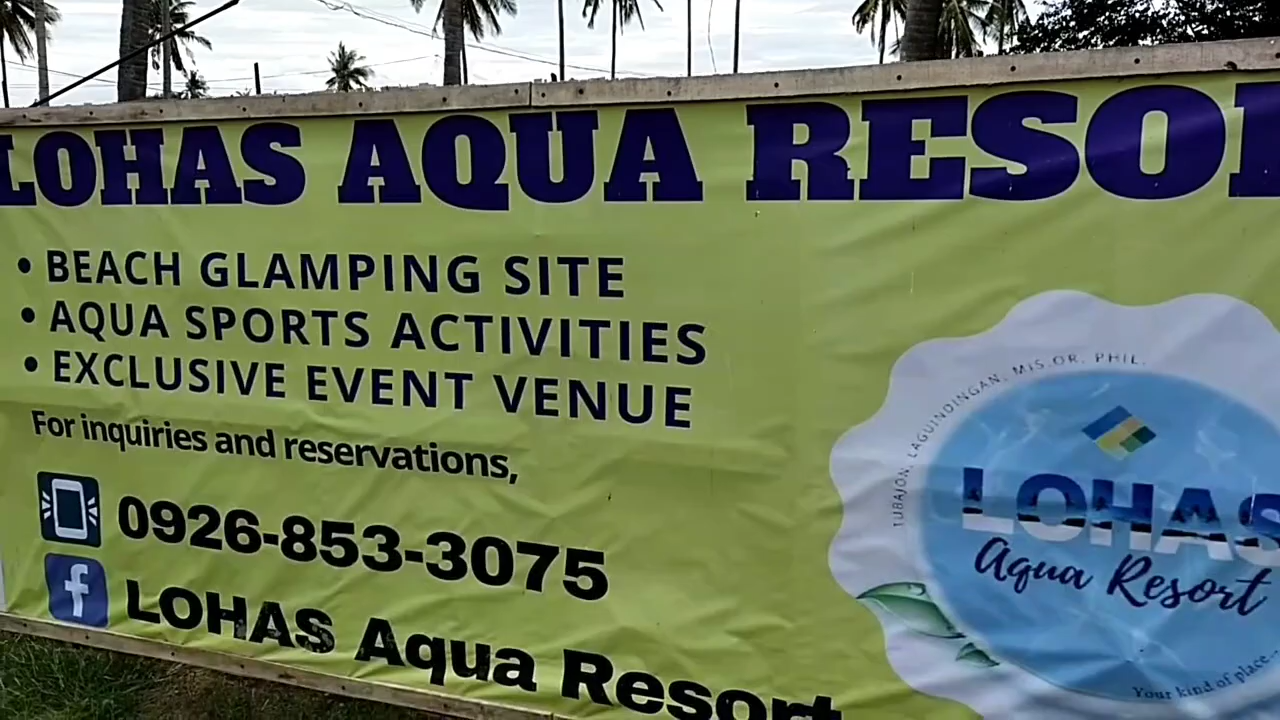 LOHAS AQUA RESO
• BEACH GLAMPING SITE
• AQUA SPORTS ACTIVITIES
• EXCLUSIVE EVENT VENUE
For inquiries and reservations,
0926-853-3075
f
LOHAS Aqua Resort
TUBAJON, LAGUINDINGAN, MIS.OR. PHIL.
LOHAS
Aqua Resort
Your kind of place...